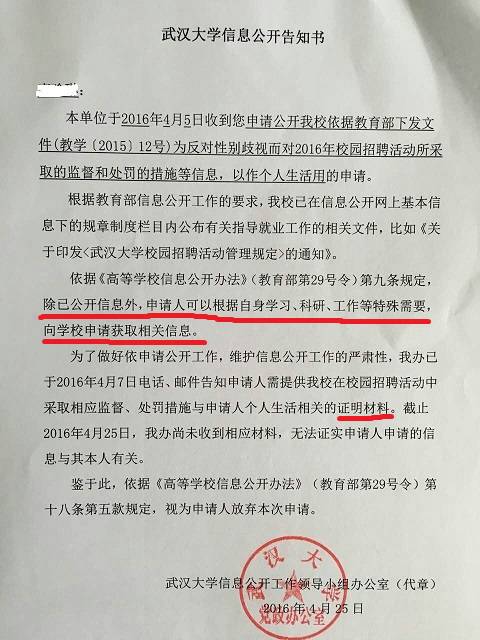 武汉大学信息公开告知书
本单位于2016年4月5日收到您申请公开我校依据教育部下发文
件(教学〔2015〕12号)为反对性别歧视而对2016年校园招聘活动所采
取的监督和处罚的措施等信息，以作个人生活用的申请。
根据教育部信息公开工作的要求，我校已在信息公开网上基本信
息下的规章制度栏目内公布有关指导就业工作的相关文件，比如《关
于印发<武汉大学校园招聘活动管理规定>的通知》。
依据《高等学校信息公开办法》（教育部第29号令）第九条规定，
除已公开信息外，申请人可以根据自身学习、科研、工作等特殊需要，
向学校申请获取相关信息。
为了做好依申请公开工作，维护信息公开工作的严肃性，我办已
于2016年4月7日电话、邮件告知申请人需提供我校在校园招聘活动中
采取相应监督、处罚措施与申请人个人生活相关的证明材料。截止
2016年4月25日，我办尚未收到相应材料，无法证实申请人申请的信
息与其本人有关。
鉴于此，依据《高等学校信息公开办法》（教育部第29号令）第
十八条第五款规定，视为申请人放弃本次申请。
武汉大学信息公开工作领导小组办公室（代章）
2016年4月25日
武汉大学
党政办公室